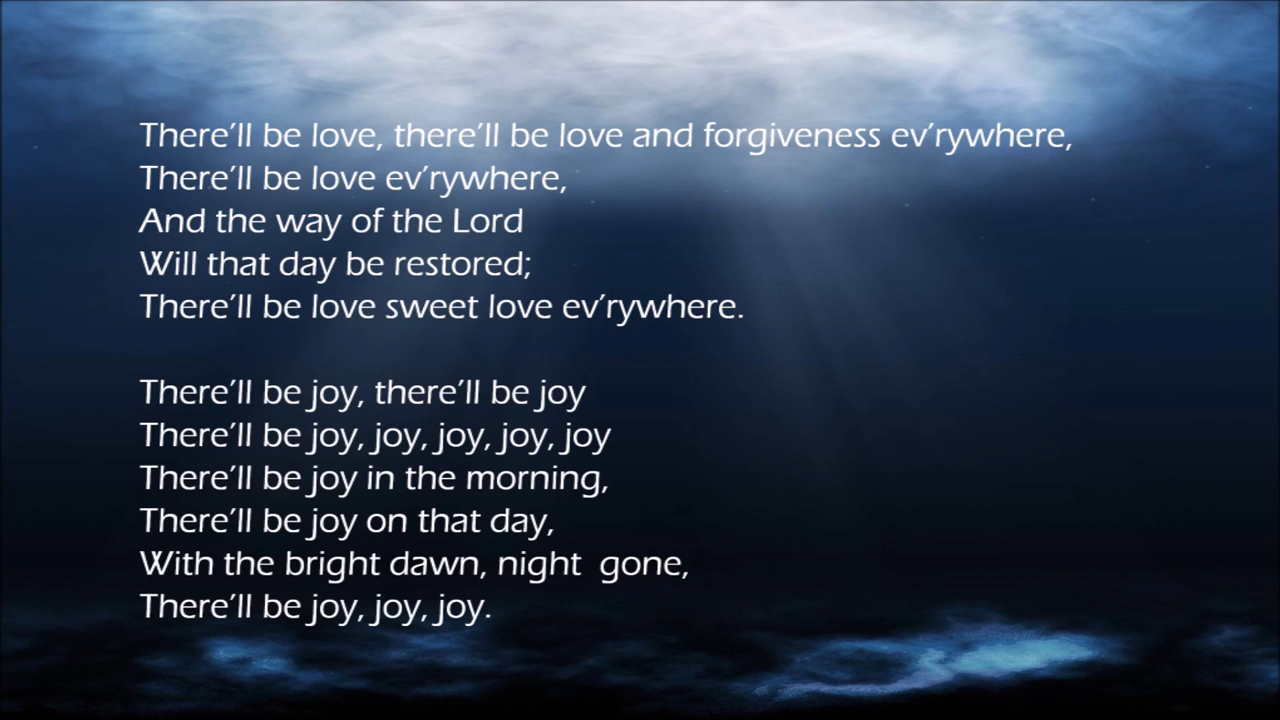 There'll be love, there'll be love and forgiveness ev'rywhere,
There'll be love ev'rywhere,
And the way of the Lord
Will that day be restored;
There'll be love sweet love ev'rywhere.
There'll be joy, there'll be joy
There'll be joy, joy, joy, joy, joy
There'll be joy in the morning,
There'll be joy on that day,
With the bright dawn, night  gone,
There'll be joy, joy, joy.